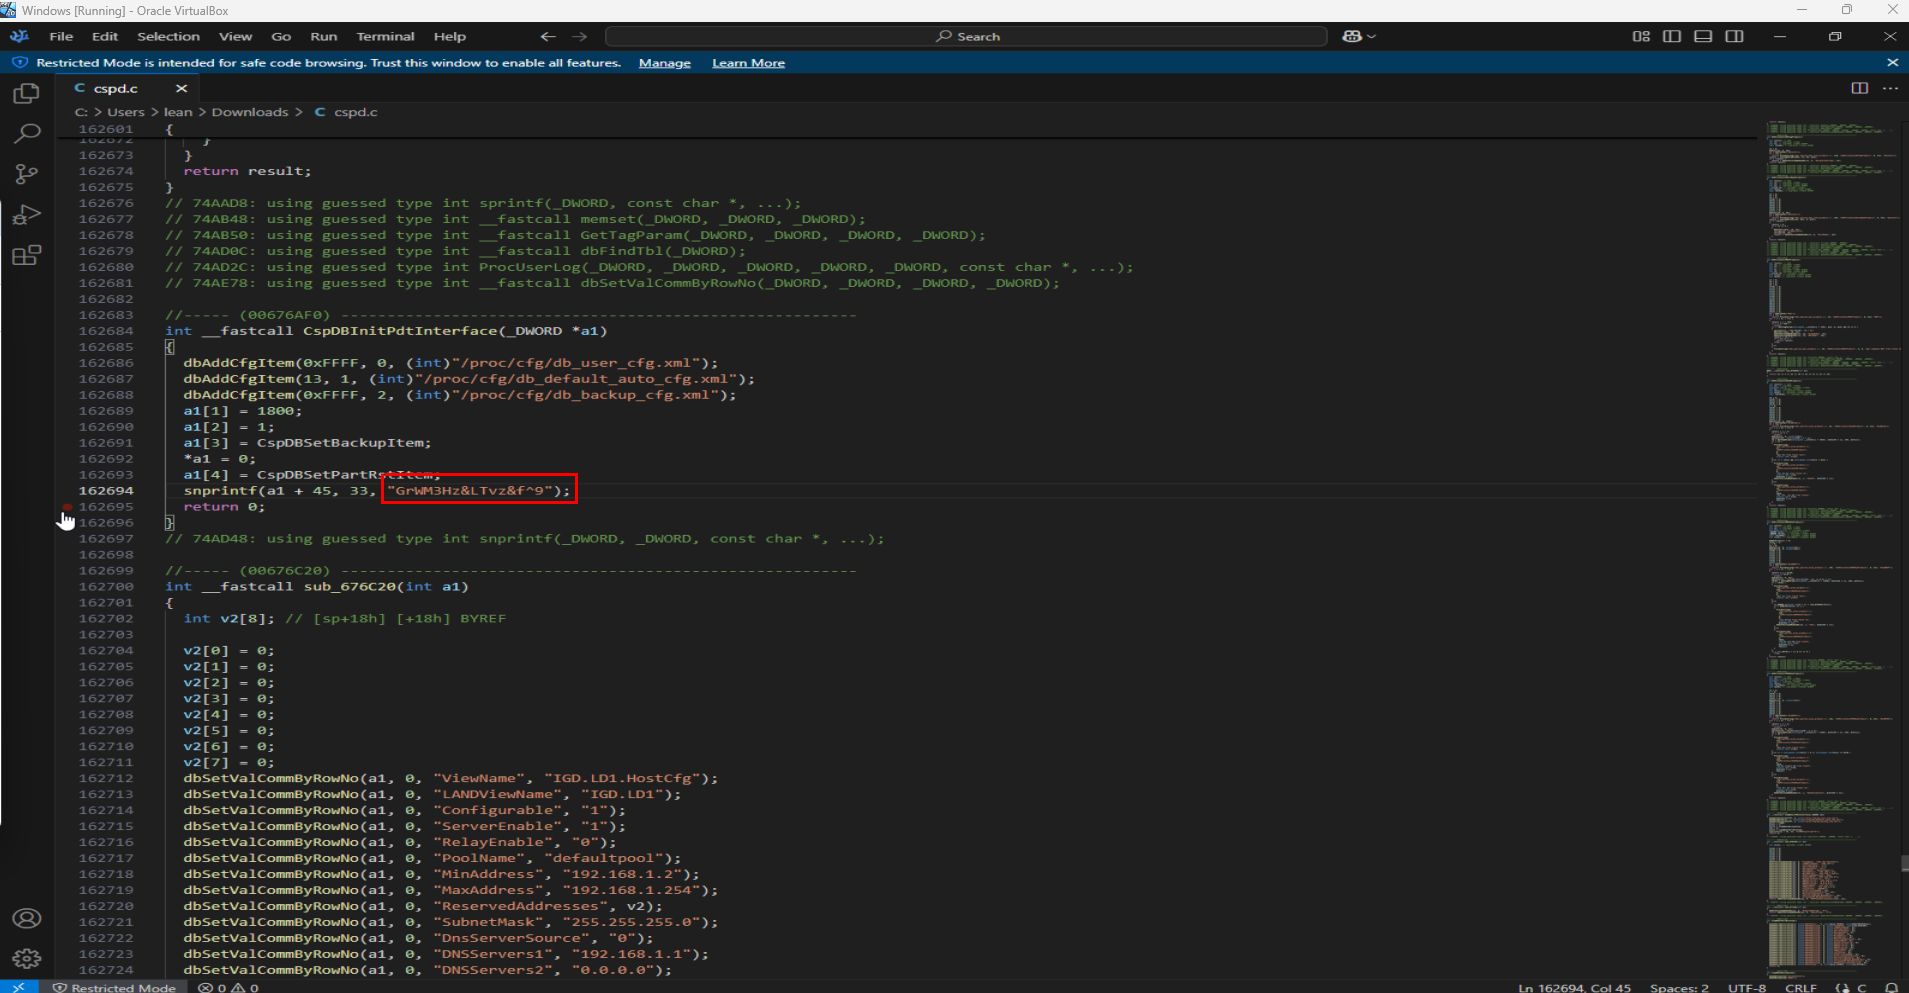 Windows [Running] - Oracle VirtualBox
File Edit Selection View Go Run Terminal Help
Search
Restricted Mode is intended for safe code browsing. Trust this window to enable all features. Manage Learn More
C cspd.c
C: > Users > lean > Downloads > C cspd.c
162601 {
162672 }
162673 }
162674 return result;
162675 }
162676 // 74AAD8: using guessed type int sprintf(_DWORD, const char *, ...);
162677 // 74AB48: using guessed type int __fastcall memset(_DWORD, _DWORD, _DWORD);
162678 // 74AB50: using guessed type int __fastcall GetTagParam(_DWORD, _DWORD, _DWORD, _DWORD);
162679 // 74AD0C: using guessed type int __fastcall dbFindTbl(_DWORD);
162680 // 74AD2C: using guessed type int ProcUserLog(_DWORD, _DWORD, _DWORD, _DWORD, _DWORD, const char *, ...);
162681 // 74AE78: using guessed type int __fastcall dbSetValCommByRowNo(_DWORD, _DWORD, _DWORD, _DWORD);
162682
162683 //----- (00676AF0) --------------------------------------------------------
162684 int __fastcall CspDBInitPdtInterface(_DWORD *a1)
162685 {
162686 dbAddCfgItem(0xFFFF, 0, (int)"/proc/cfg/db_user_cfg.xml");
162687 dbAddCfgItem(13, 1, (int)"/proc/cfg/db_default_auto_cfg.xml");
162688 dbAddCfgItem(0xFFFF, 2, (int)"/proc/cfg/db_backup_cfg.xml");
162689 a1[1] = 1800;
162690 a1[2] = 1;
162691 a1[3] = CspDBSetBackupItem;
162692 *a1 = 0;
162693 a1[4] = CspDBSetPartRstItem;
162694 snprintf(a1 + 45, 33, "GrWM3Hz&LTvz&f^9");
162695 return 0;
162696 }
162697 // 74AD48: using guessed type int snprintf(_DWORD, _DWORD, const char *, ...);
162698
162699 //----- (00676C20) --------------------------------------------------------
162700 int __fastcall sub_676C20(int a1)
162701 {
162702 int v2[8]; // [sp+18h] [+18h] BYREF
162703
162704 v2[0] = 0;
162705 v2[1] = 0;
162706 v2[2] = 0;
162707 v2[3] = 0;
162708 v2[4] = 0;
162709 v2[5] = 0;
162710 v2[6] = 0;
162711 v2[7] = 0;
162712 dbSetValCommByRowNo(a1, 0, "ViewName", "IGD.LD1.HostCfg");
162713 dbSetValCommByRowNo(a1, 0, "LANDViewName", "IGD.LD1");
162714 dbSetValCommByRowNo(a1, 0, "Configurable", "1");
162715 dbSetValCommByRowNo(a1, 0, "ServerEnable", "1");
162716 dbSetValCommByRowNo(a1, 0, "RelayEnable", "0");
162717 dbSetValCommByRowNo(a1, 0, "PoolName", "defaultpool");
162718 dbSetValCommByRowNo(a1, 0, "MinAddress", "192.168.1.2");
162719 dbSetValCommByRowNo(a1, 0, "MaxAddress", "192.168.1.254");
162720 dbSetValCommByRowNo(a1, 0, "ReservedAddresses", v2);
162721 dbSetValCommByRowNo(a1, 0, "SubnetMask", "255.255.255.0");
162722 dbSetValCommByRowNo(a1, 0, "DnsServerSource", "0");
162723 dbSetValCommByRowNo(a1, 0, "DNSServers1", "192.168.1.1");
162724 dbSetValCommByRowNo(a1, 0, "DNSServers2", "0.0.0.0");
Restricted Mode 0 0 Ln 162694, Col 45 Spaces: 2 UTF-8 CRLF C